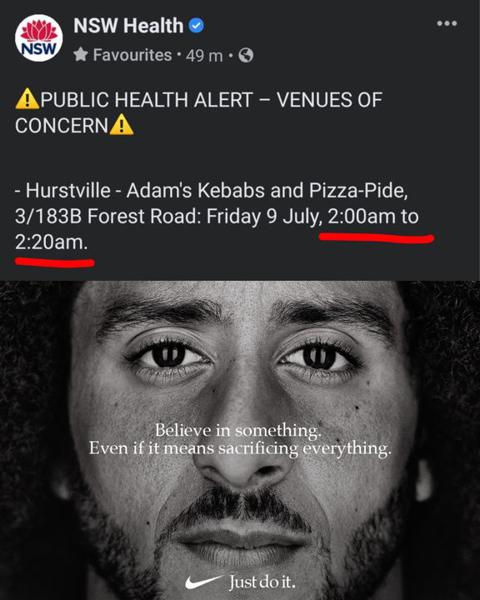 NSW Health
NSW
Favourites • 49 m •
⚠️PUBLIC HEALTH ALERT – VENUES OF
CONCERN⚠️
- Hurstville - Adam's Kebabs and Pizza-Pide,
3/183B Forest Road: Friday 9 July, 2:00am to
2:20am.
Believe in something.
Even if it means sacrificing everything.
Just do it.